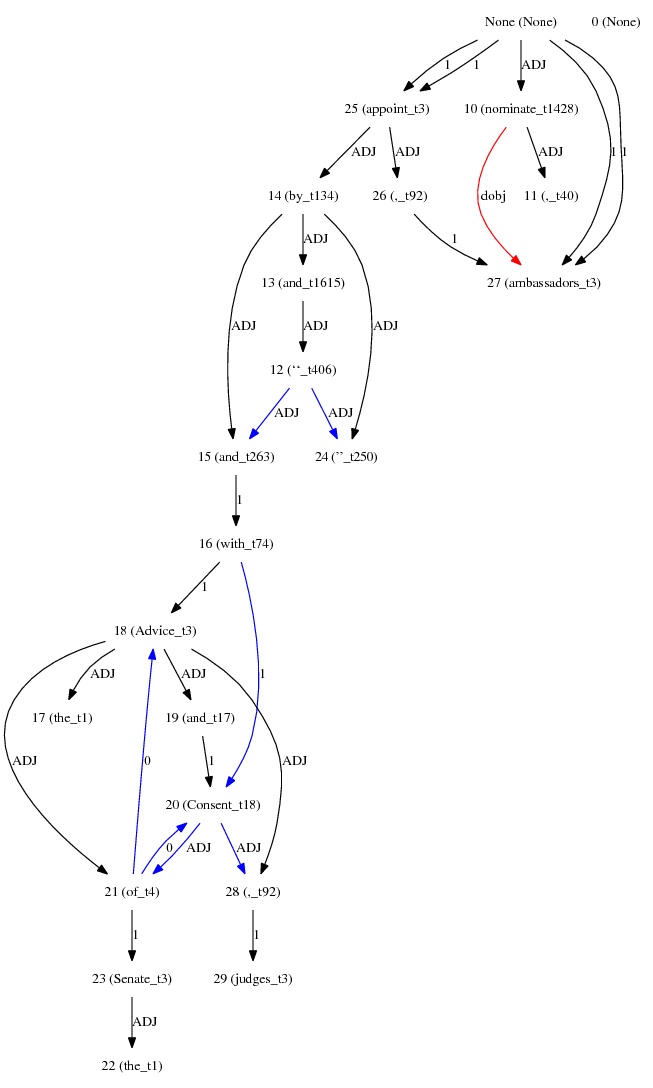 None (None) 0 (None)
1 1 ADJ
25 (appoint_t3) 10 (nominate_t1428)
ADJ ADJ ADJ 1 1
14 (by_t134) 26 (,_t92) dobj 11 (,_t40)
ADJ 1
13 (and_t1615) 27 (ambassadors_t3)
ADJ ADJ ADJ
12 (‘‘_t406)
ADJ ADJ
15 (and_t263) 24 (’’_t250)
1
16 (with_t74)
1
18 (Advice_t3)
ADJ ADJ 1
17 (the_t1) 19 (and_t17)
ADJ 0 1 ADJ
20 (Consent_t18)
0 ADJ ADJ
21 (of_t4) 28 (,_t92)
1 1
23 (Senate_t3) 29 (judges_t3)
ADJ
22 (the_t1)